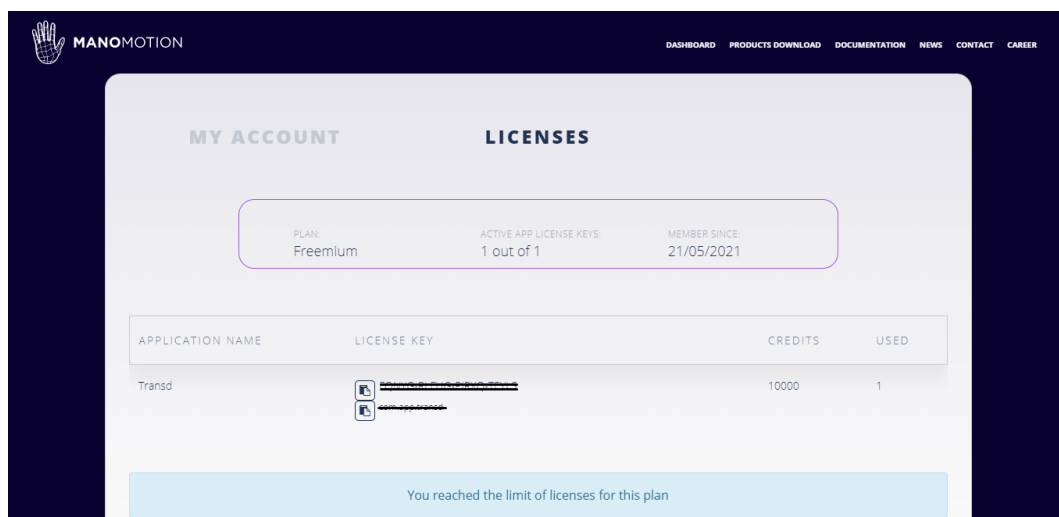 MANOMOTION
DASHBOARD PRODUCTS DOWNLOAD DOCUMENTATION NEWS CONTACT CAREER
MY ACCOUNT LICENSES
PLAN: ACTIVE APP LICENSE KEYS: MEMBER SINCE:
Freemium 1 out of 1 21/05/2021
APPLICATION NAME LICENSE KEY CREDITS USED
Transd 10000 1
You reached the limit of licenses for this plan